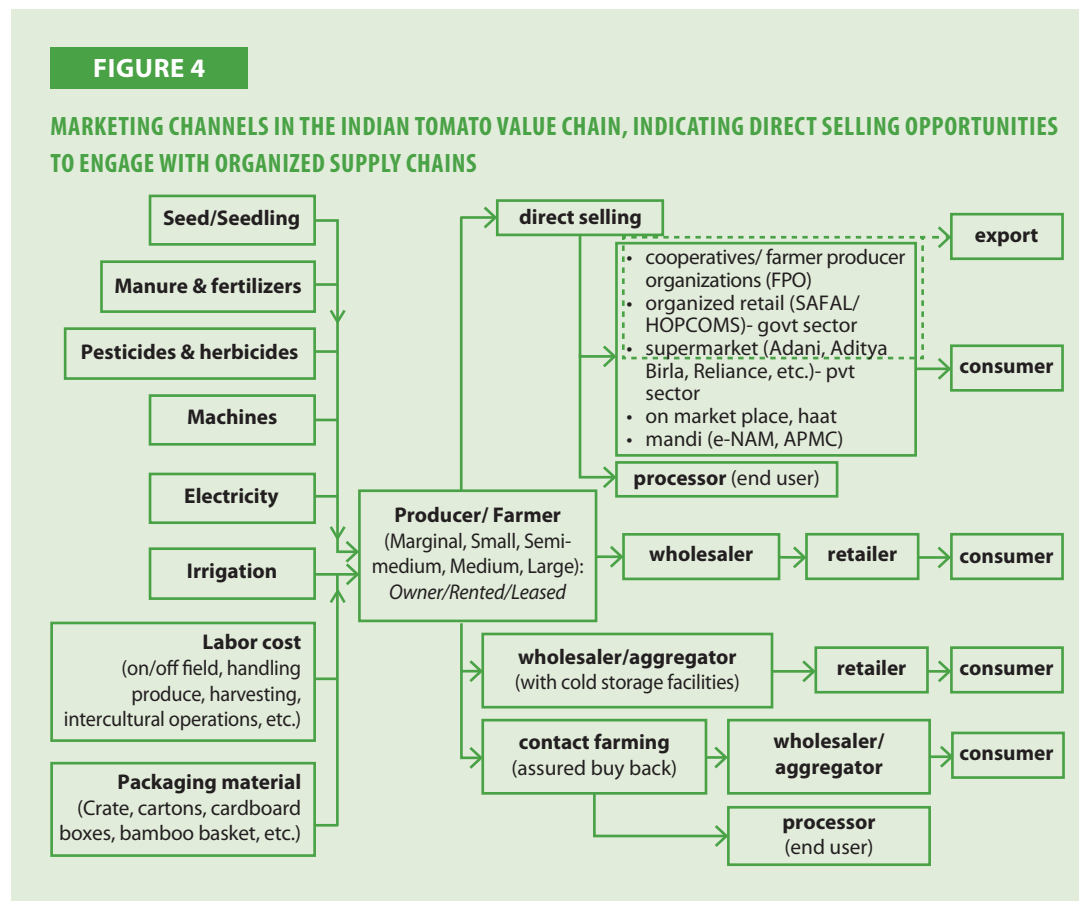 FIGURE 4
MARKETING CHANNELS IN THE INDIAN TOMATO VALUE CHAIN, INDICATING DIRECT SELLING OPPORTUNITIES
TO ENGAGE WITH ORGANIZED SUPPLY CHAINS
Seed/Seedling
Manure & fertilizers
Pesticides & herbicides
Machines
Electricity
Irrigation
Labor cost
(on/off field, handling
produce, harvesting,
intercultural operations, etc.)
Packaging material
(Crate, cartons, cardboard
boxes, bamboo basket, etc.)
Producer/ Farmer
(Marginal, Small, Semi-
medium, Medium, Large):
Owner/Rented/Leased
direct selling
• cooperatives/ farmer producer
organizations (FPO)
• organized retail (SAFAL/
HOPCOMS)- govt sector
• supermarket (Adani, Aditya
Birla, Reliance, etc.)- pvt
sector
• on market place, haat
• mandi (e-NAM, APMC)
export
consumer
processor (end user)
wholesaler
retailer
consumer
wholesaler/aggregator
(with cold storage facilities)
retailer
consumer
contact farming
(assured buy back)
wholesaler/
aggregator
consumer
processor
(end user)